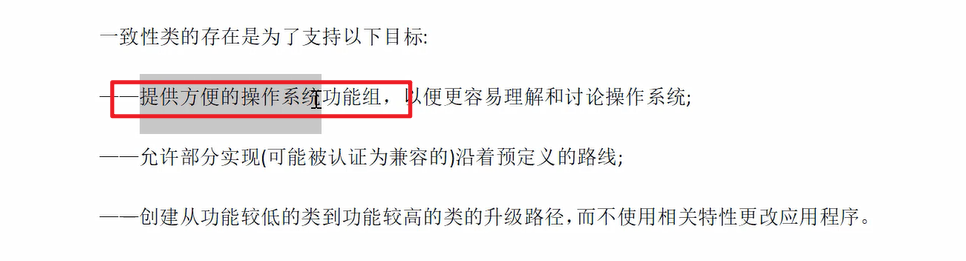 一致性类的存在是为了支持以下目标:
——提供方便的操作系统功能组，以便更容易理解和讨论操作系统;
——允许部分实现(可能被认证为兼容的)沿着预定义的路线;
——创建从功能较低的类到功能较高的类的升级路径,而不使用相关特性更改应用程序。